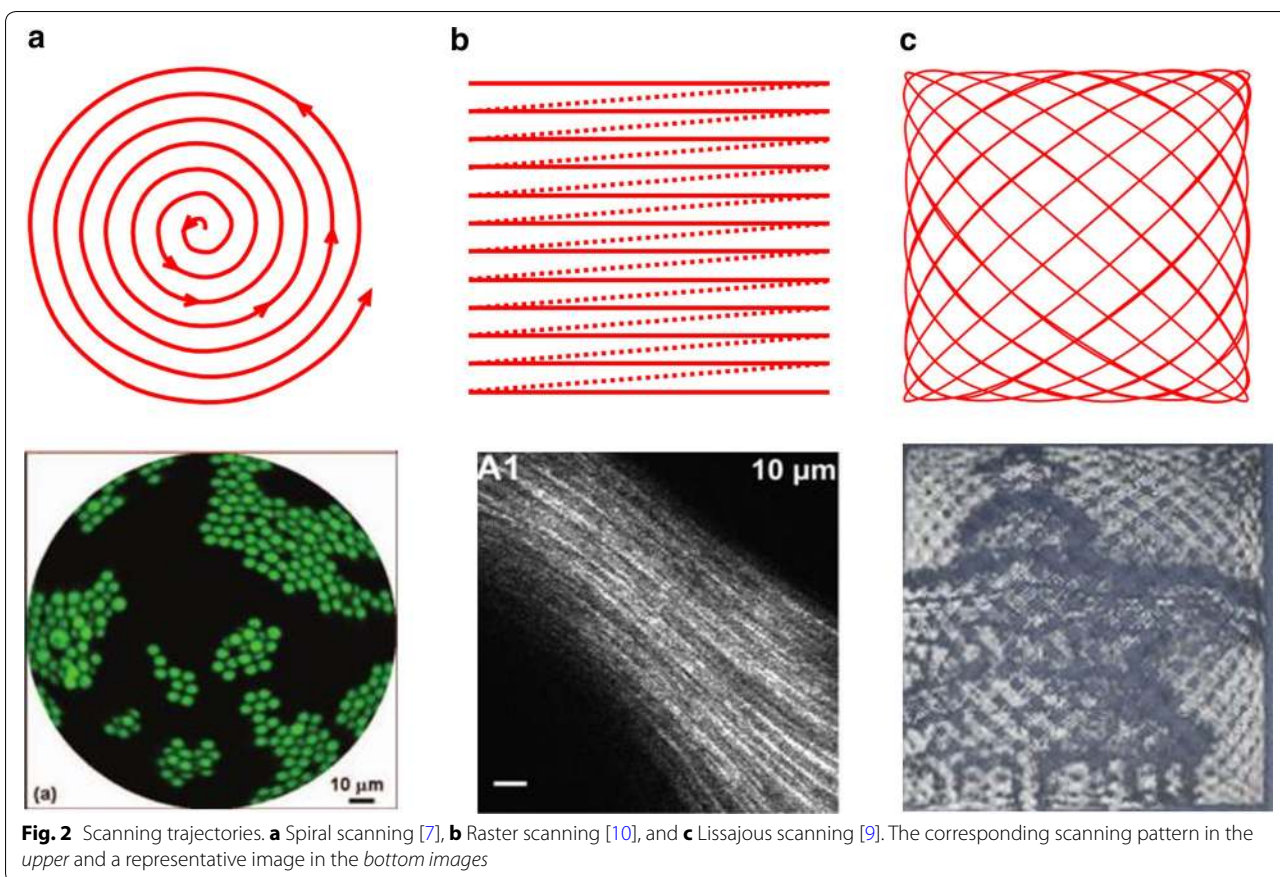 a
b
c
A1
10 μm
(a)
10 μm
Fig. 2 Scanning trajectories. a Spiral scanning [7], b Raster scanning [10], and c Lissajous scanning [9]. The corresponding scanning pattern in the
upper and a representative image in the bottom images